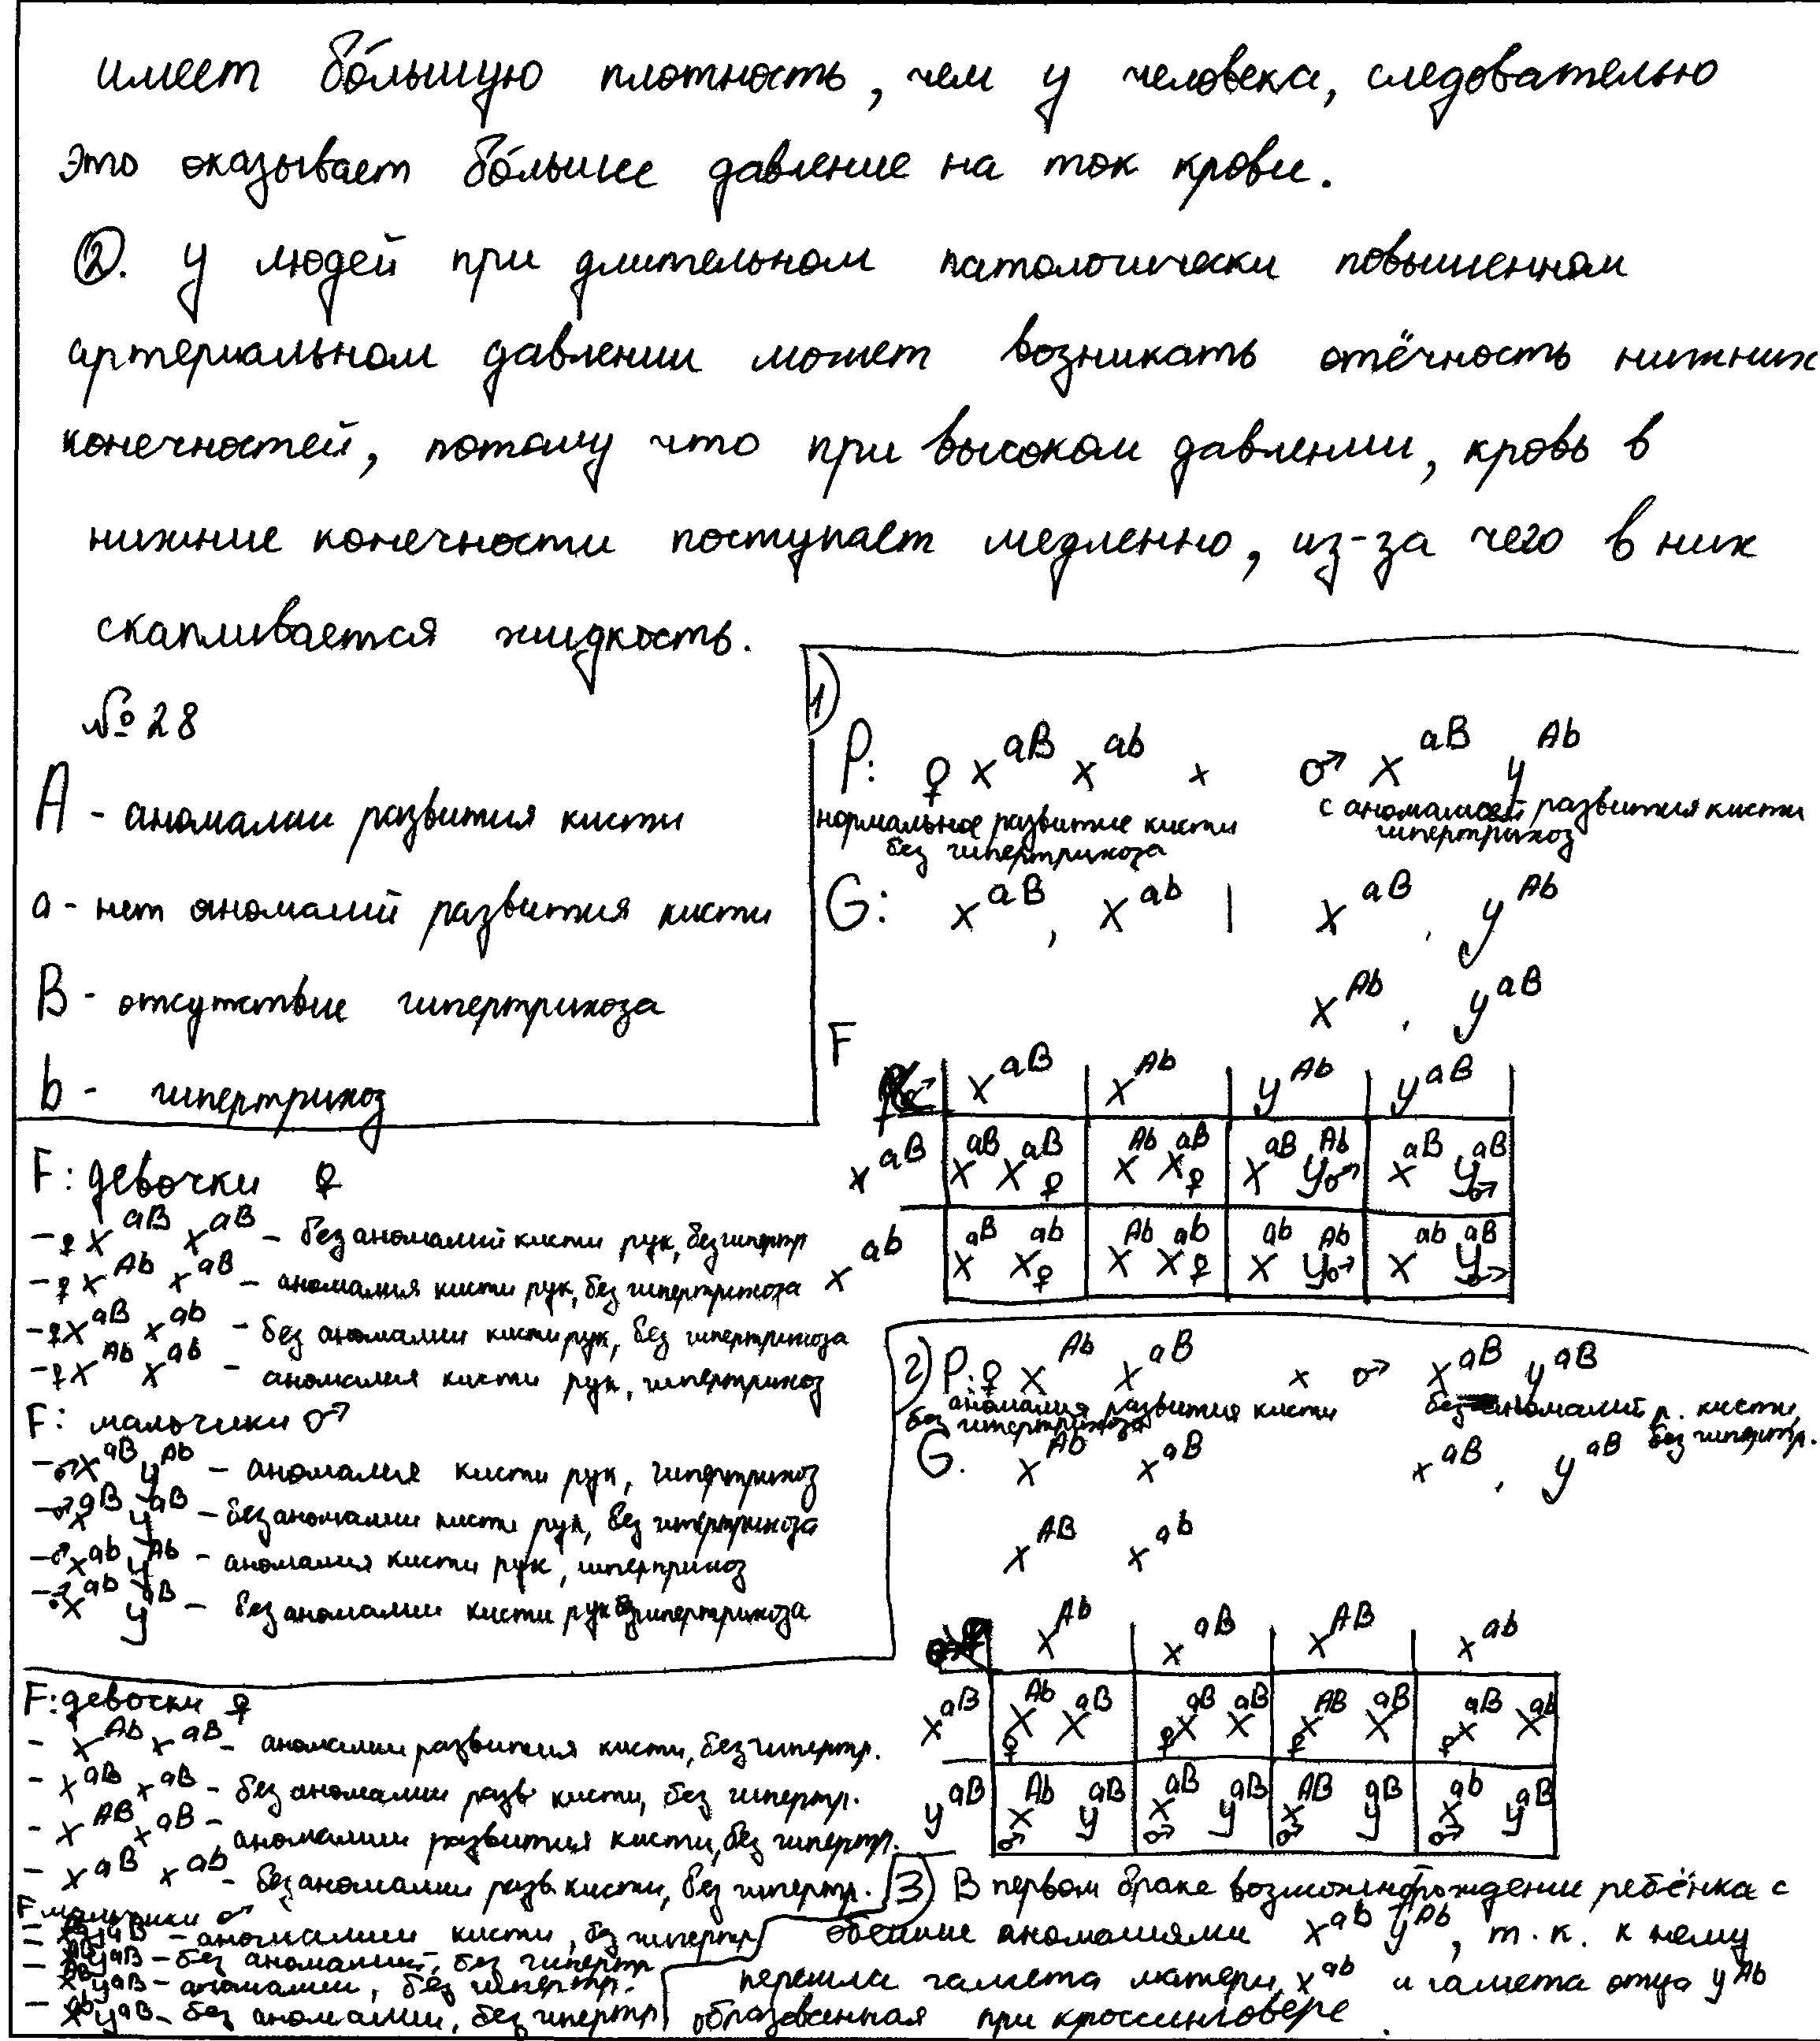 имеет бо́льшую плотность, чем у человека, следовательно
это оказывает бо́льшее давление на ток крови.
②. У людей при длительном патологически повышенном
артериальном давлении может возникать отёчность нижних
конечностей, потому что при высоком давлении, кровь в
нижние конечности поступает медленно, из-за чего в них
скапливается жидкость.
№ 28
A - аномалии развития кисти
a - нет аномалий развития кисти
B - отсутствие гипертрихоза
b - гипертрихоз
1)
P: ♀ X^aB X^ab x ♂ X^aB Y^Ab
нормальное развитие кисти без гипертрихоза
с аномалией развития кисти гипертрихоз
G: X^aB, X^ab | X^aB, Y^Ab
X^Ab, Y^aB
F
X^aB X^Ab Y^Ab Y^aB
X^aB X^aB X^aB ♀ X^Ab X^aB ♀ X^aB Y^Ab ♂ X^aB Y^aB ♂
X^ab X^aB X^ab ♀ X^Ab X^ab ♀ X^ab Y^Ab ♂ X^ab Y^aB ♂
F: девочки ♀
- ♀ X^aB X^aB - без аномалий кисти рук, без гипертр
- ♀ X^Ab X^aB - аномалия кисти рук, без гипертрихоза
- ♀ X^aB X^ab - без аномалии кисти рук, без гипертрихоза
- ♀ X^Ab X^ab - аномалия кисти рук, гипертрихоз
F: мальчики ♂
- ♂ X^aB Y^Ab - аномалия кисти рук, гипертрихоз
- ♂ X^aB Y^aB - без аномалии кисти рук, без гипертрихоза
- ♂ X^ab Y^Ab - аномалия кисти рук, гипертрихоз
- ♂ X^ab Y^aB - без аномалии кисти рук гипертрихоза
2) P: ♀ X^Ab X^aB x ♂ X^aB Y^aB
аномалия развития кисти без гипертрихоза
без аномалий р. кисти, без гипертр.
G. X^Ab X^aB X^aB, Y^aB
X^AB X^ab
X^Ab X^aB X^AB X^ab
X^aB ♀ X^Ab X^aB ♀ X^aB X^aB ♀ X^AB X^aB ♀ X^aB X^ab
Y^aB ♂ X^Ab Y^aB ♂ X^aB Y^aB ♂ X^AB Y^aB ♂ X^ab Y^aB
F: девочки ♀
- X^Ab X^aB - аномалии развития кисти, без гипертр.
- X^aB X^aB - без аномалии разв кисти, без гипертр.
- X^AB X^aB - аномалии развития кисти, без гипертр.
- X^aB X^ab - без аномалии разв. кисти, без гипертр.
F мальчики ♂
- Y^aB - аномалии кисти, без гипертр
- Y^aB - без аномалий, без гипертр
- X^AB Y^aB - аномалии, без гипертр.
- X^ab Y^aB - без аномалии, без гипертр
3) В первом браке возможно рождении ребёнка с
обеими аномалиями X^ab Y^Ab, т.к. к нему
перешла гамета матери X^ab и гамета отца Y^Ab
образованная при кроссинговере.